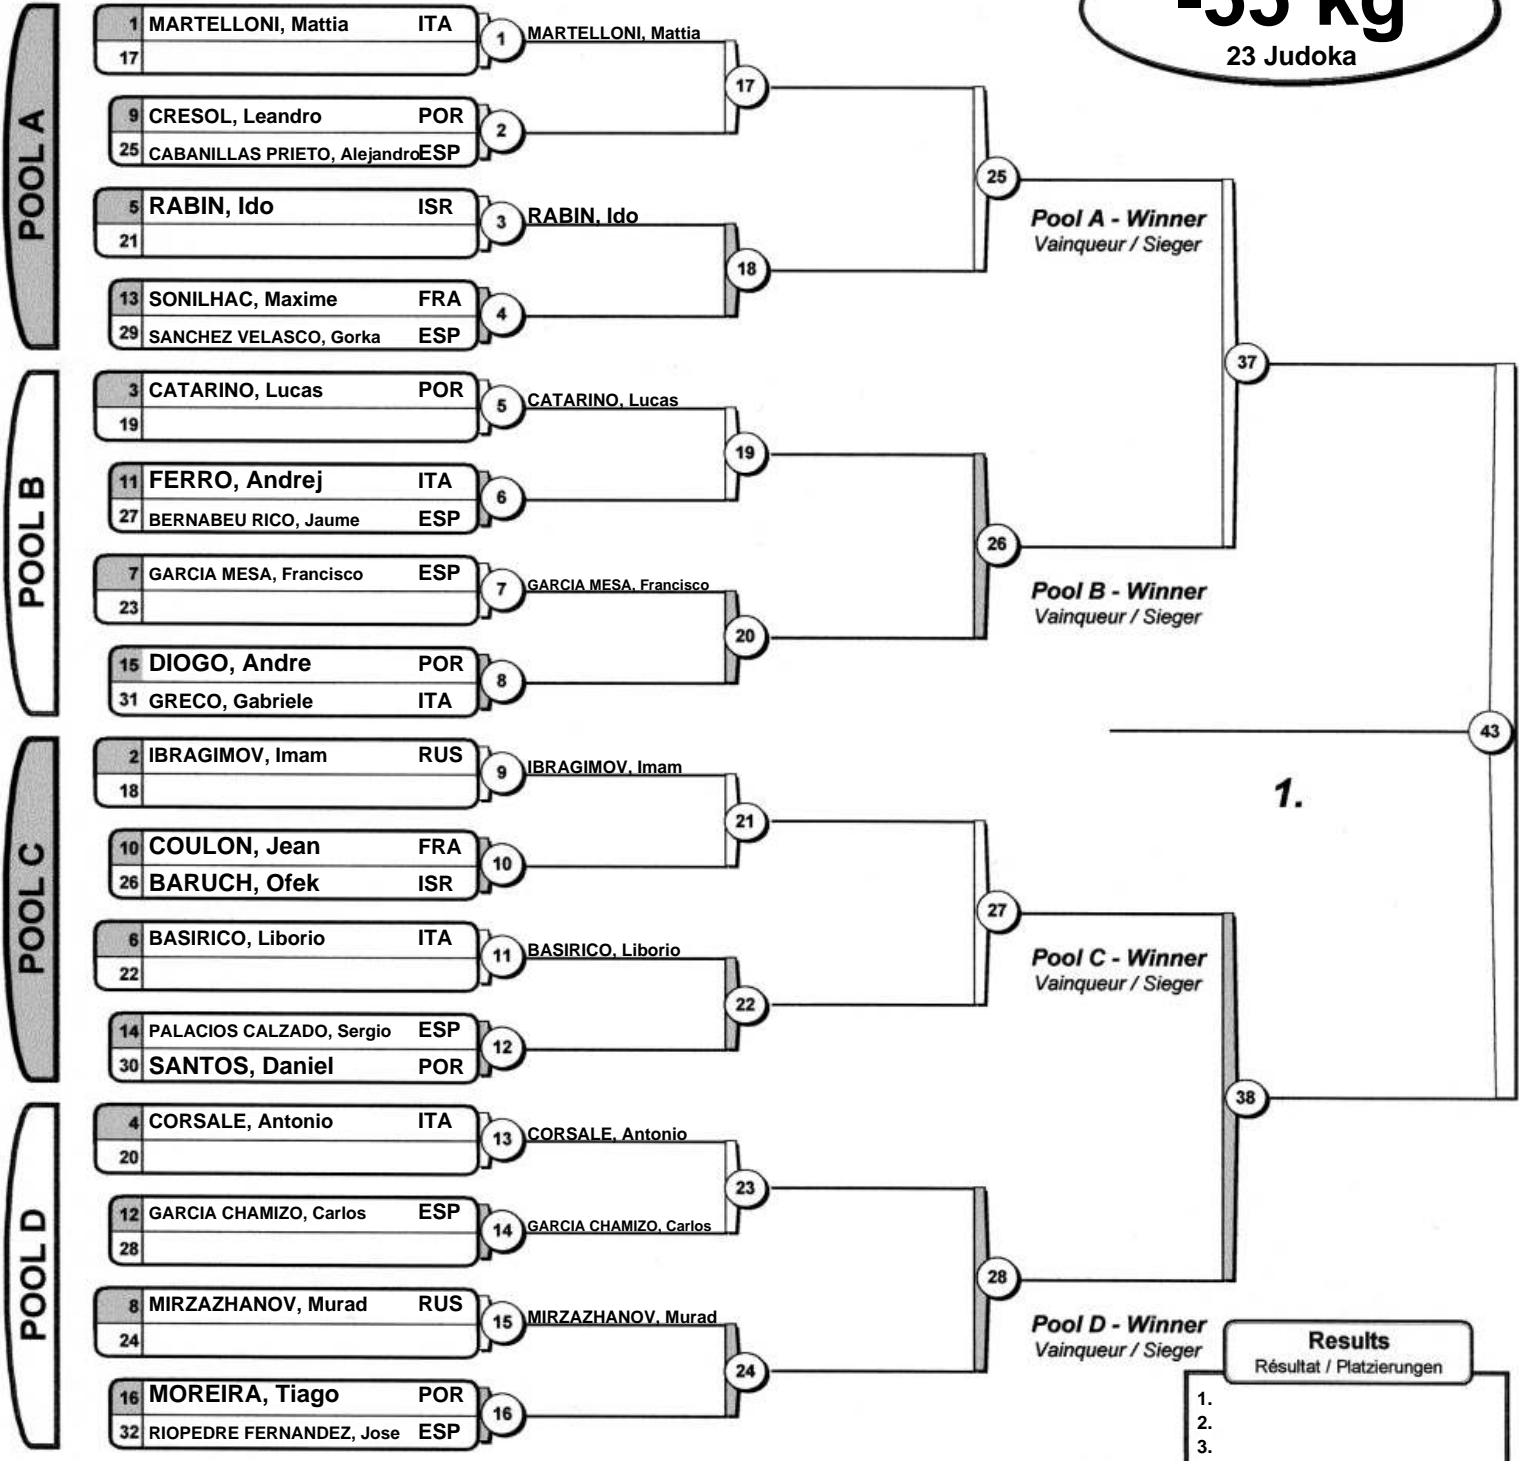 -55 kg
23 Judoka
POOL A
1 MARTELLONI, Mattia ITA
17
1 MARTELLONI, Mattia
9 CRESOL, Leandro POR
25 CABANILLAS PRIETO, Alejandro ESP
2
17
5 RABIN, Ido ISR
21
3 RABIN, Ido
13 SONILHAC, Maxime FRA
29 SANCHEZ VELASCO, Gorka ESP
4
18
25
Pool A - Winner
Vainqueur / Sieger
POOL B
3 CATARINO, Lucas POR
19
5 CATARINO, Lucas
11 FERRO, Andrej ITA
27 BERNABEU RICO, Jaume ESP
6
19
7 GARCIA MESA, Francisco ESP
23
7 GARCIA MESA, Francisco
15 DIOGO, Andre POR
31 GRECO, Gabriele ITA
8
20
26
Pool B - Winner
Vainqueur / Sieger
37
POOL C
2 IBRAGIMOV, Imam RUS
18
9 IBRAGIMOV, Imam
10 COULON, Jean FRA
26 BARUCH, Ofek ISR
10
21
6 BASIRICO, Liborio ITA
22
11 BASIRICO, Liborio
14 PALACIOS CALZADO, Sergio ESP
30 SANTOS, Daniel POR
12
22
27
Pool C - Winner
Vainqueur / Sieger
POOL D
4 CORSALE, Antonio ITA
20
13 CORSALE, Antonio
12 GARCIA CHAMIZO, Carlos ESP
28
14 GARCIA CHAMIZO, Carlos
23
8 MIRZAZHANOV, Murad RUS
24
15 MIRZAZHANOV, Murad
16 MOREIRA, Tiago POR
32 RIOPEDRE FERNANDEZ, Jose ESP
16
24
28
Pool D - Winner
Vainqueur / Sieger
38
43
1.
Results
Résultat / Platzierungen
1.
2.
3.